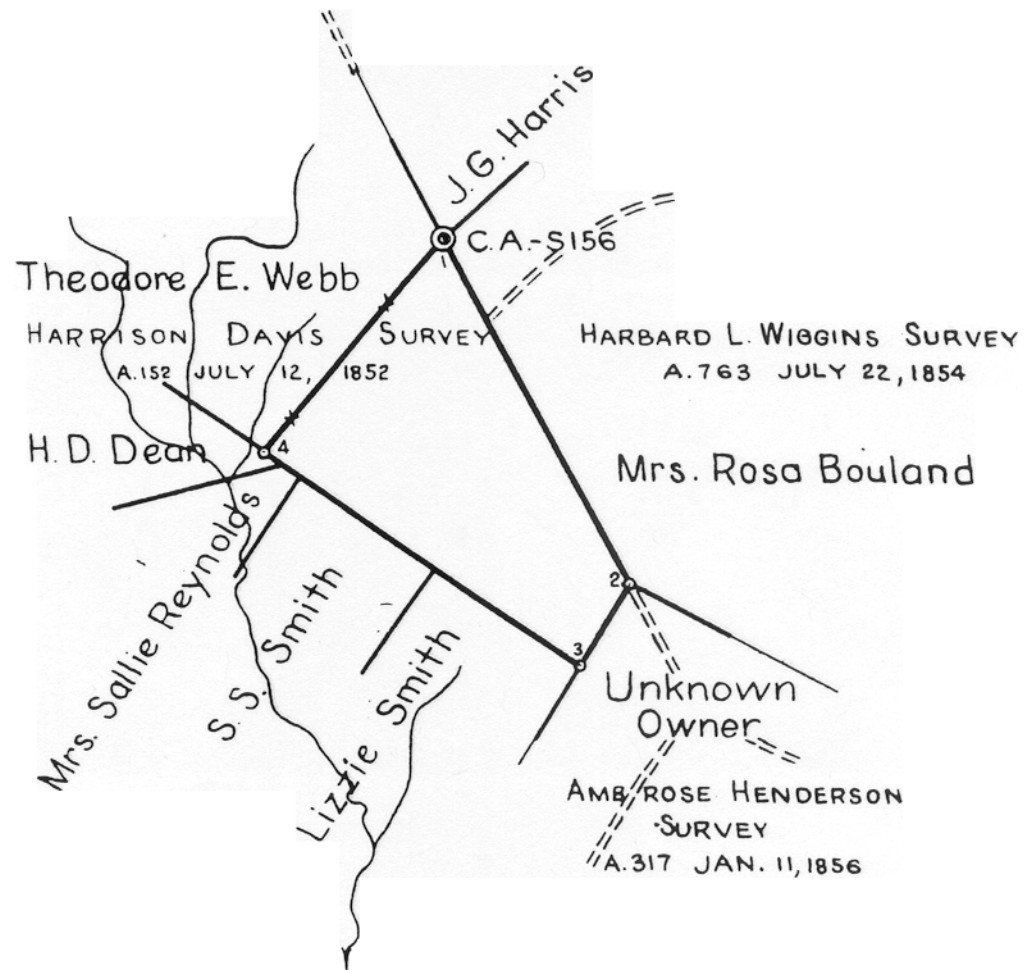 J. G. Harris
C. A.-S156
Theodore E. Webb
HARRISON DAVIS SURVEY
A.152 JULY 12, 1852
HARBARD L. WIGGINS SURVEY
A.763 JULY 22, 1854
H. D. Dean
4
Mrs. Rosa Bouland
Mrs. Sallie Reynolds
S. S. Smith
Lizzie Smith
2
3
Unknown
Owner
AMBROSE HENDERSON
SURVEY
A.317 JAN. 11, 1856